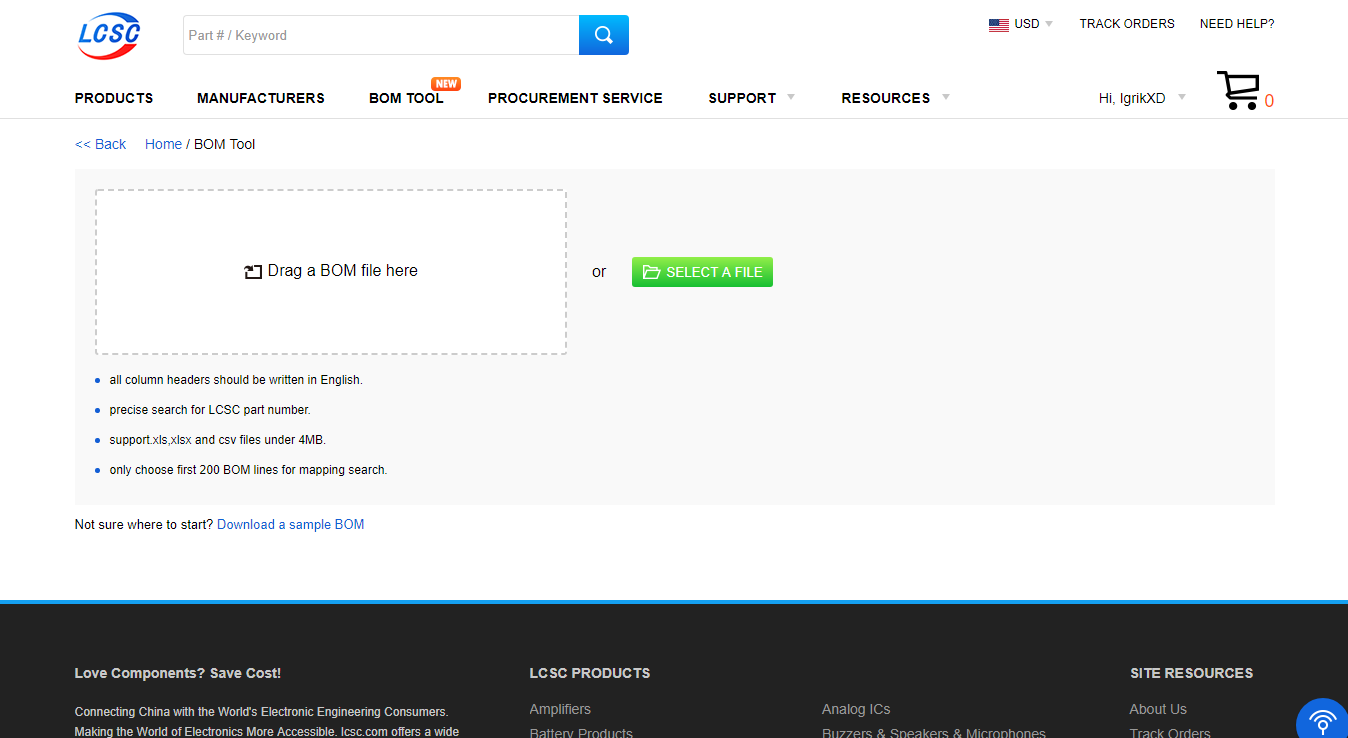 LCSC
Part # / Keyword
USD
TRACK ORDERS
NEED HELP?
PRODUCTS
MANUFACTURERS
BOM TOOL
NEW
PROCUREMENT SERVICE
SUPPORT
RESOURCES
Hi, IgrikXD
0
<< Back
Home / BOM Tool
Drag a BOM file here
or
SELECT A FILE
all column headers should be written in English.
precise search for LCSC part number.
support.xls,xlsx and csv files under 4MB.
only choose first 200 BOM lines for mapping search.
Not sure where to start? Download a sample BOM
Love Components? Save Cost!
Connecting China with the World's Electronic Engineering Consumers.
Making the World of Electronics More Accessible. lcsc.com offers a wide
LCSC PRODUCTS
Amplifiers
Battery Products
Analog ICs
Buzzers & Speakers & Microphones
SITE RESOURCES
About Us
Track Orders